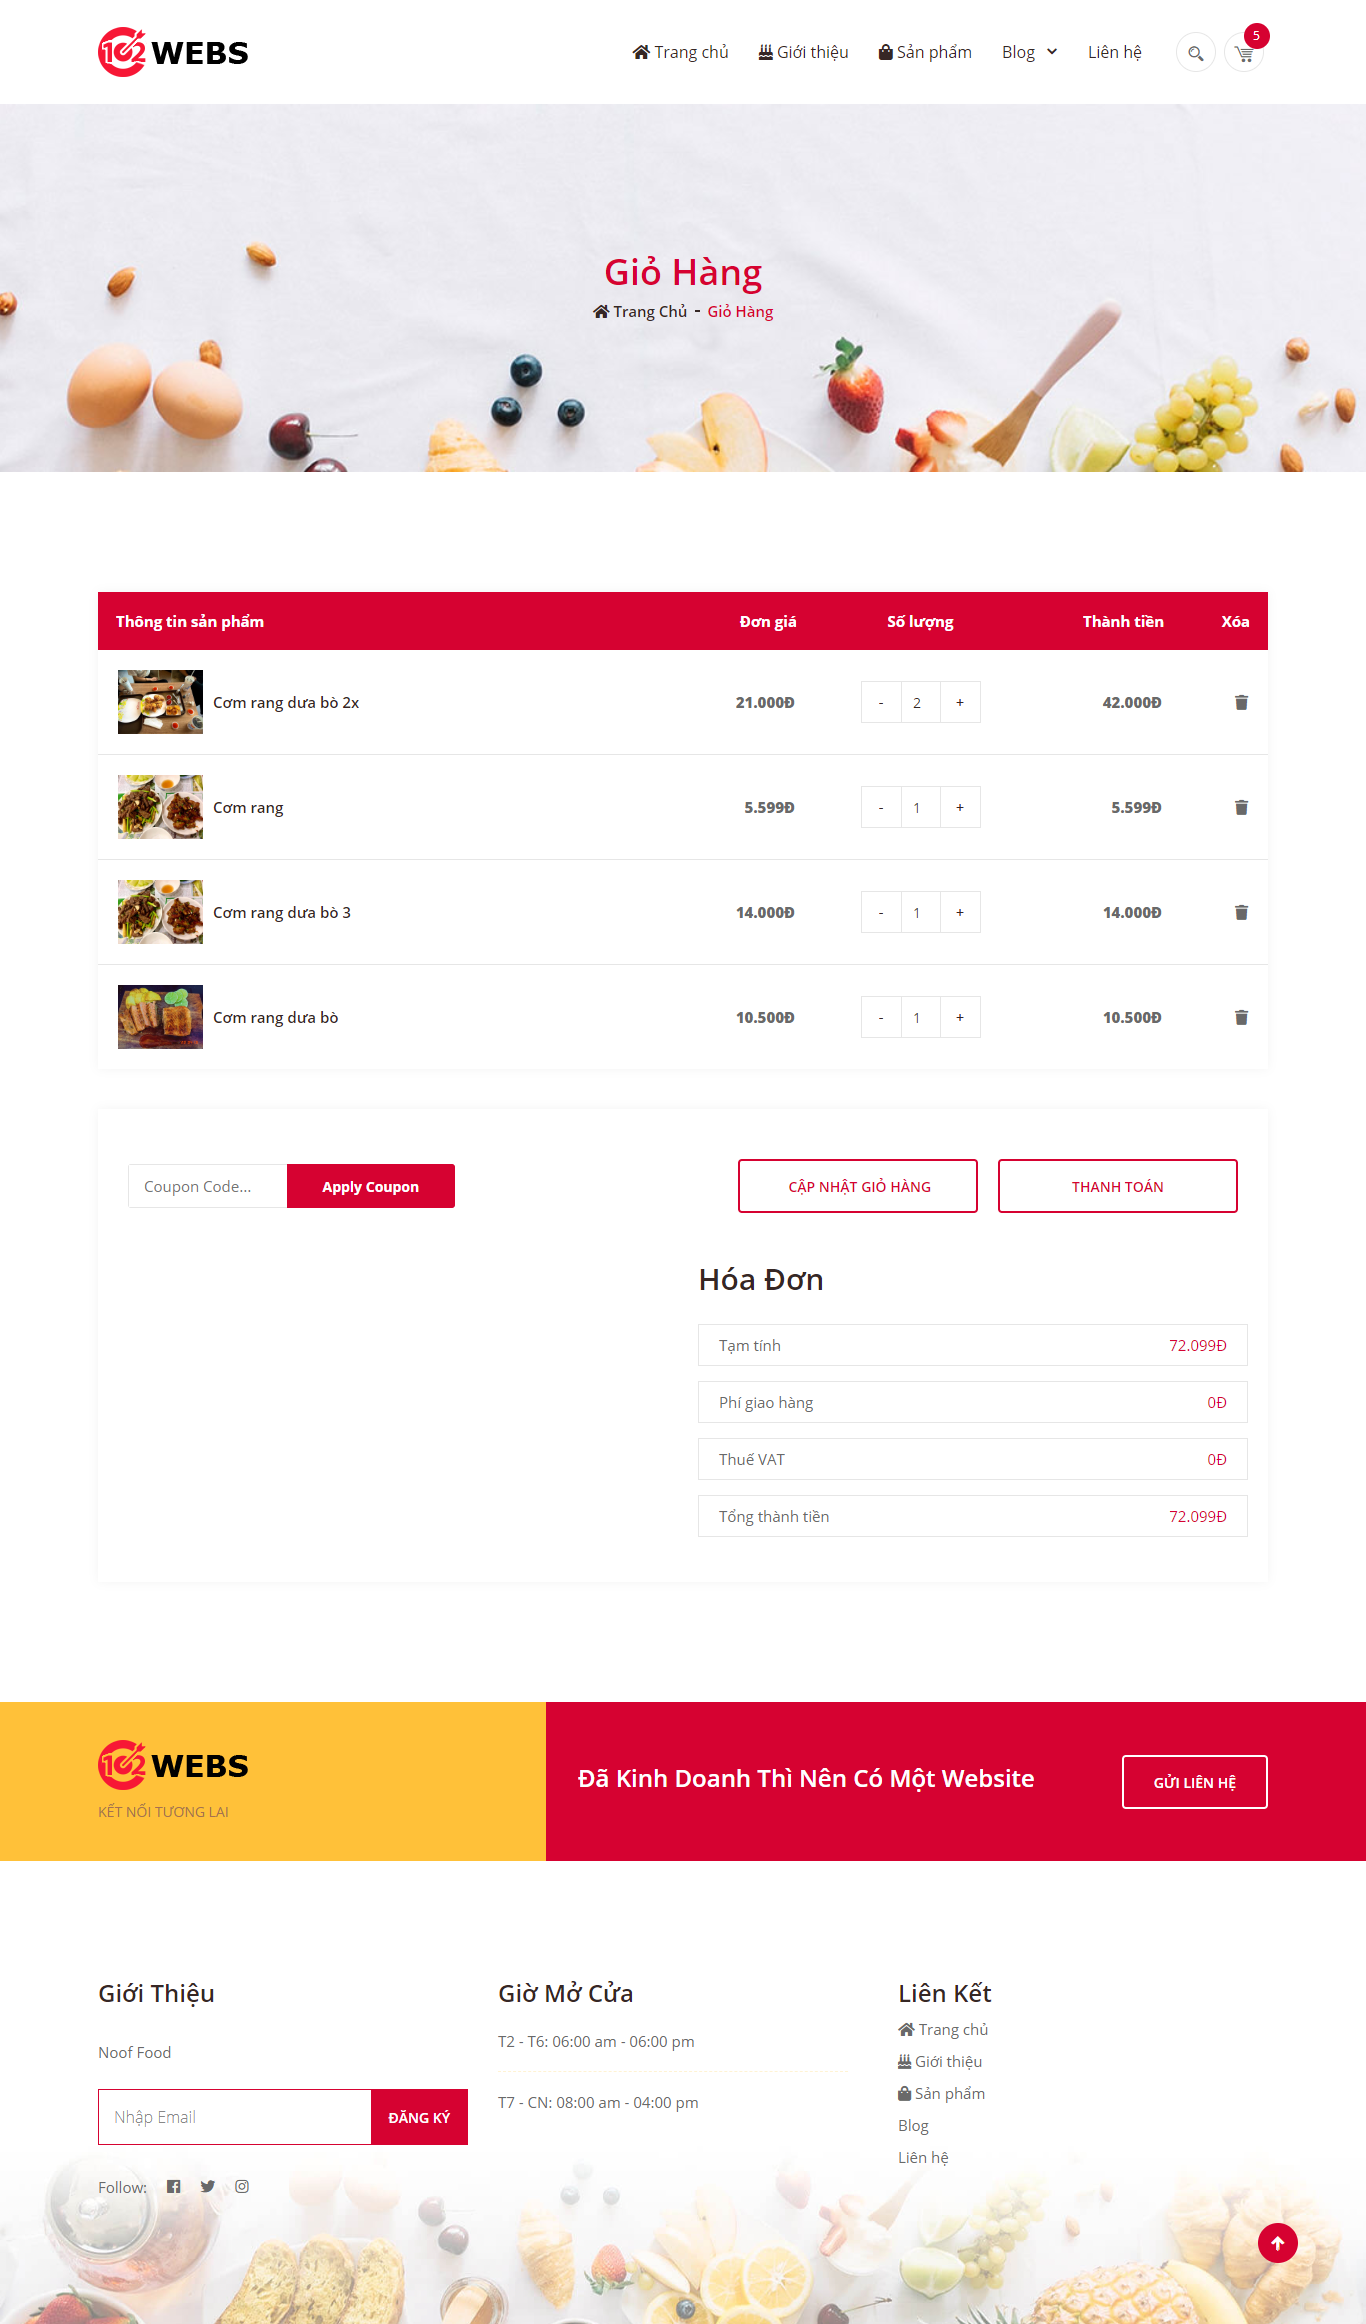 102 WEBS
Trang chủ Giới thiệu Sản phẩm Blog Liên hệ 5
Giỏ Hàng
Trang Chủ - Giỏ Hàng
Thông tin sản phẩm Đơn giá Số lượng Thành tiền Xóa
Cơm rang dưa bò 2x 21.000Đ - 2 + 42.000Đ
Cơm rang 5.599Đ - 1 + 5.599Đ
Cơm rang dưa bò 3 14.000Đ - 1 + 14.000Đ
Cơm rang dưa bò 10.500Đ - 1 + 10.500Đ
Coupon Code... Apply Coupon CẬP NHẬT GIỎ HÀNG THANH TOÁN
Hóa Đơn
Tạm tính 72.099Đ
Phí giao hàng 0Đ
Thuế VAT 0Đ
Tổng thành tiền 72.099Đ
102 WEBS
KẾT NỐI TƯƠNG LAI
Đã Kinh Doanh Thì Nên Có Một Website GỬI LIÊN HỆ
Giới Thiệu
Noof Food
Nhập Email ĐĂNG KÝ
Follow:
Giờ Mở Cửa
T2 - T6: 06:00 am - 06:00 pm
T7 - CN: 08:00 am - 04:00 pm
Liên Kết
Trang chủ
Giới thiệu
Sản phẩm
Blog
Liên hệ